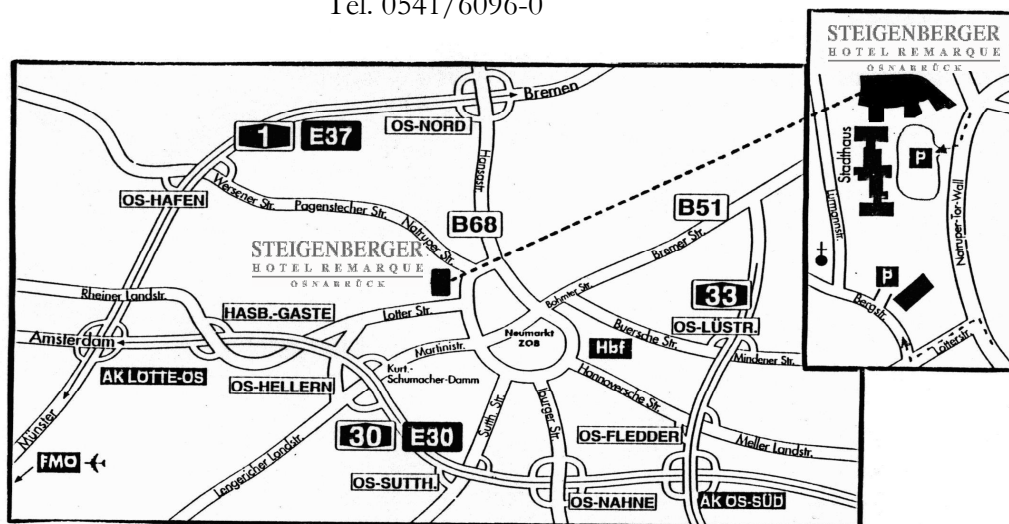 Tel. 0541/6096-0
STEIGENBERGER
HOTEL REMARQUE
OSNABRÜCK
Stadthaus
P
Lürmannstr.
Natruper-Tor-Wall
P
Bergstr.
Lotterstr.
Bremen
1 E37
OS-NORD
Hansastr.
OS-HAFEN
Wersener Str.
Pagenstecher Str.
Natruper Str.
B68
B51
Bremer Str.
STEIGENBERGER
HOTEL REMARQUE
OSNABRÜCK
Rheiner Landstr.
HASB.-GASTE
Lotter Str.
Bohmter Str.
33
OS-LÜSTR.
Amsterdam
Neumarkt
ZOB
Buersche Str.
Hbf
Mindener Str.
Martinistr.
AK LOTTE-OS
OS-HELLERN
Kurt.-
Schumacher-Damm
Hannoversche Str.
Münster
Lengericher Landstr.
30 E30
Sutth. Str.
Iburger Str.
OS-FLEDDER
Meller Landstr.
FMO
OS-SUTTH.
OS-NAHNE
AK OS-SÜD